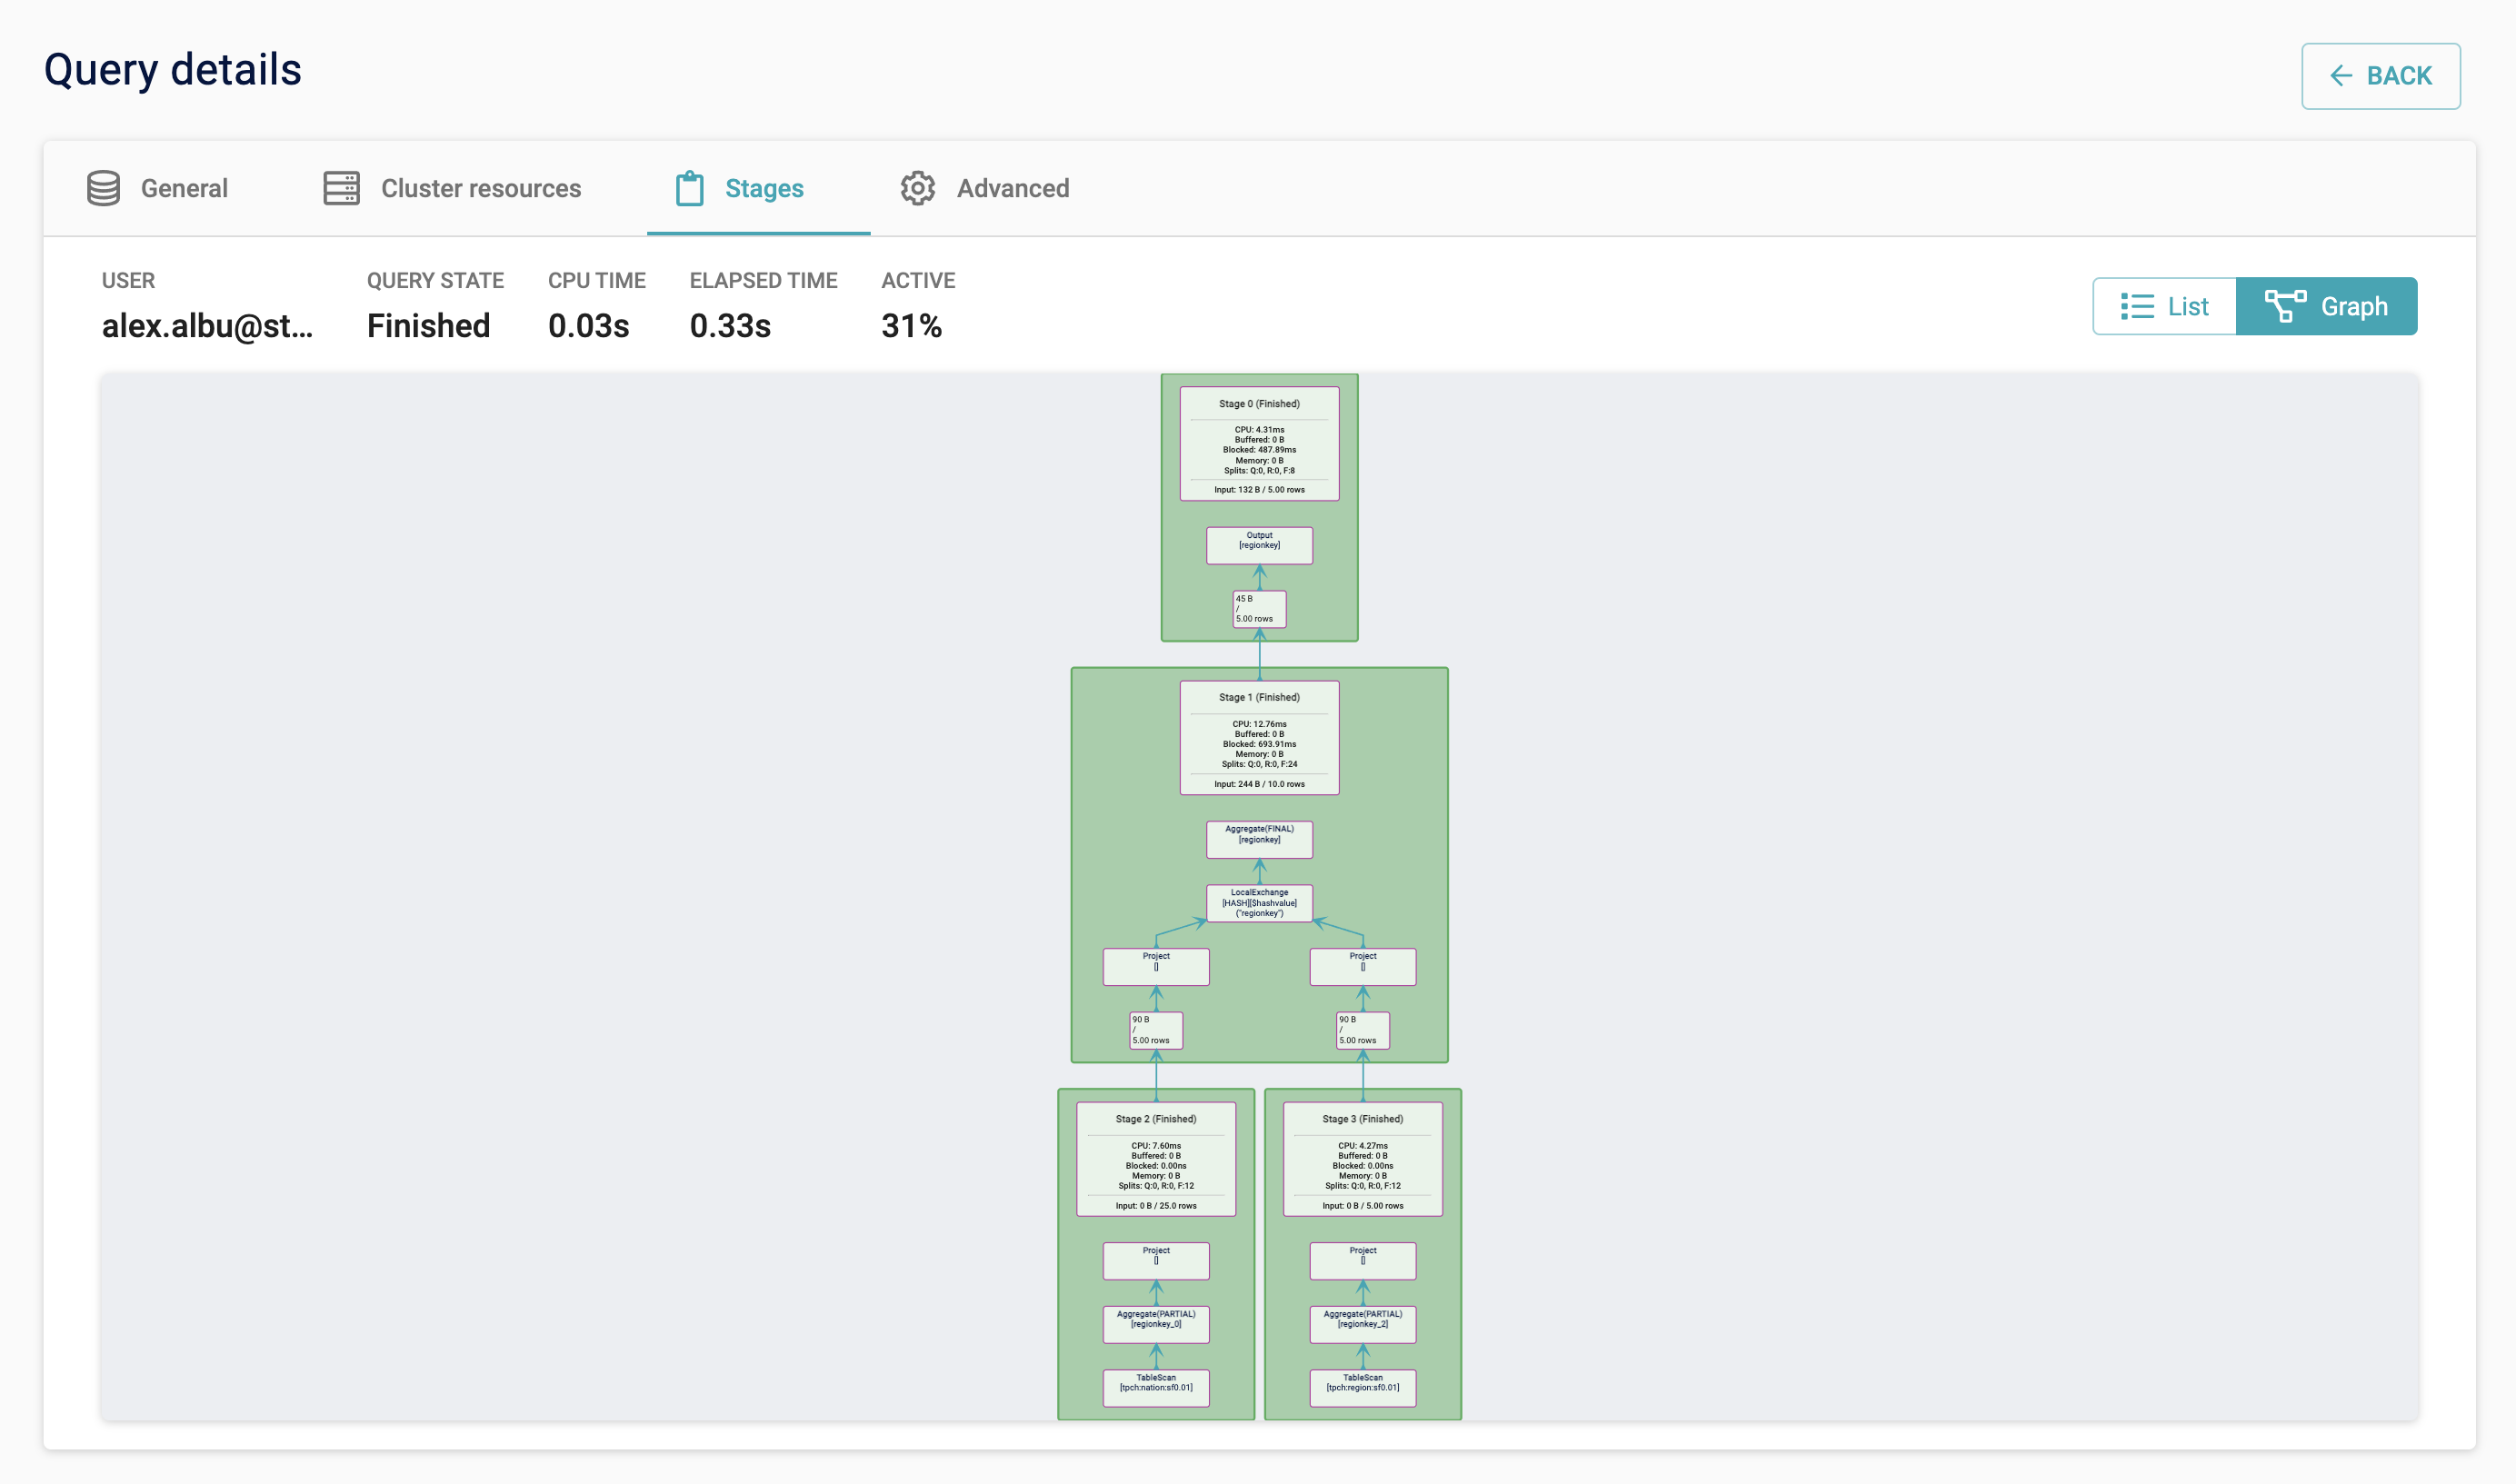 Query details
BACK
General
Cluster resources
Stages
Advanced
USER
QUERY STATE
CPU TIME
ELAPSED TIME
ACTIVE
alex.albu@st...
Finished
0.03s
0.33s
31%
List
Graph
Stage 0 (Finished)
CPU: 4.31ms
Buffered: 0 B
Blocked: 487.89ms
Memory: 0 B
Splits: Q:0, R:0, F:8
Input: 132 B / 5.00 rows
Output
[regionkey]
45 B
/
5.00 rows
Stage 1 (Finished)
CPU: 12.76ms
Buffered: 0 B
Blocked: 693.91ms
Memory: 0 B
Splits: Q:0, R:0, F:24
Input: 244 B / 10.0 rows
Aggregate(FINAL)
[regionkey]
LocalExchange
[HASH][$hashvalue]
("regionkey")
Project
[]
Project
[]
90 B
/
5.00 rows
90 B
/
5.00 rows
Stage 2 (Finished)
CPU: 7.60ms
Buffered: 0 B
Blocked: 0.00ns
Memory: 0 B
Splits: Q:0, R:0, F:12
Input: 0 B / 25.0 rows
Project
[]
Aggregate(PARTIAL)
[regionkey_0]
TableScan
[tpch:nation:sf0.01]
Stage 3 (Finished)
CPU: 4.27ms
Buffered: 0 B
Blocked: 0.00ns
Memory: 0 B
Splits: Q:0, R:0, F:12
Input: 0 B / 5.00 rows
Project
[]
Aggregate(PARTIAL)
[regionkey_2]
TableScan
[tpch:region:sf0.01]